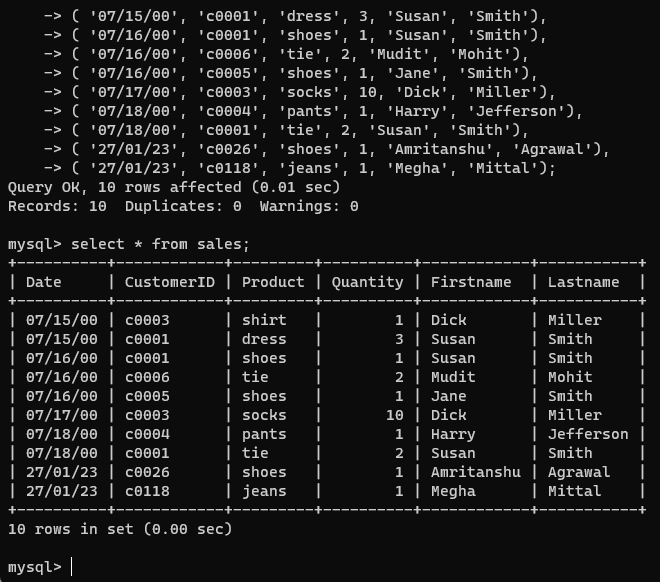 -> ( '07/15/00', 'c0001', 'dress', 3, 'Susan', 'Smith'),
    -> ( '07/16/00', 'c0001', 'shoes', 1, 'Susan', 'Smith'),
    -> ( '07/16/00', 'c0006', 'tie', 2, 'Mudit', 'Mohit'),
    -> ( '07/16/00', 'c0005', 'shoes', 1, 'Jane', 'Smith'),
    -> ( '07/17/00', 'c0003', 'socks', 10, 'Dick', 'Miller'),
    -> ( '07/18/00', 'c0004', 'pants', 1, 'Harry', 'Jefferson'),
    -> ( '07/18/00', 'c0001', 'tie', 2, 'Susan', 'Smith'),
    -> ( '27/01/23', 'c0026', 'shoes', 1, 'Amritanshu', 'Agrawal'),
    -> ( '27/01/23', 'c0118', 'jeans', 1, 'Megha', 'Mittal');
Query OK, 10 rows affected (0.01 sec)
Records: 10  Duplicates: 0  Warnings: 0

mysql> select * from sales;
+----------+------------+---------+----------+------------+-----------+
| Date     | CustomerID | Product | Quantity | Firstname  | Lastname  |
+----------+------------+---------+----------+------------+-----------+
| 07/15/00 | c0003      | shirt   |        1 | Dick       | Miller    |
| 07/15/00 | c0001      | dress   |        3 | Susan      | Smith     |
| 07/16/00 | c0001      | shoes   |        1 | Susan      | Smith     |
| 07/16/00 | c0006      | tie     |        2 | Mudit      | Mohit     |
| 07/16/00 | c0005      | shoes   |        1 | Jane       | Smith     |
| 07/17/00 | c0003      | socks   |       10 | Dick       | Miller    |
| 07/18/00 | c0004      | pants   |        1 | Harry      | Jefferson |
| 07/18/00 | c0001      | tie     |        2 | Susan      | Smith     |
| 27/01/23 | c0026      | shoes   |        1 | Amritanshu | Agrawal   |
| 27/01/23 | c0118      | jeans   |        1 | Megha      | Mittal    |
+----------+------------+---------+----------+------------+-----------+
10 rows in set (0.00 sec)

mysql>